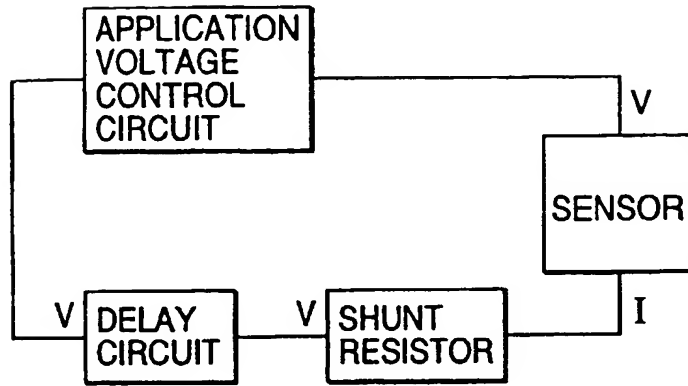 APPLICATION
VOLTAGE
CONTROL
CIRCUIT
V
SENSOR
V
DELAY
CIRCUIT
V
SHUNT
RESISTOR
I